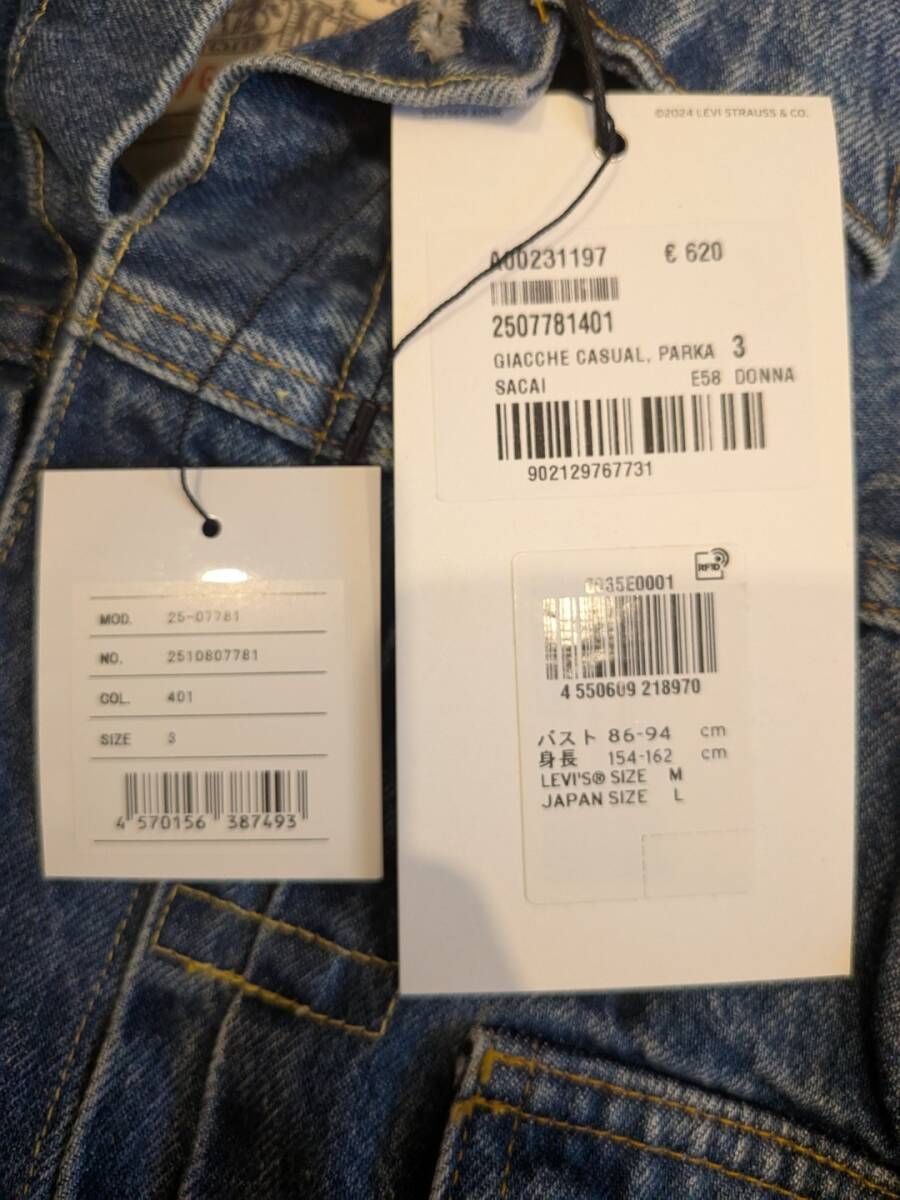 ©2024 LEVI STRAUSS & CO.
A00231197 € 620
2507781401
GIACCHE CASUAL, PARKA 3
SACAI E58 DONNA
902129767731
RFID
0035E0001
4 550609 218970
バスト 86-94 cm
身長 154-162 cm
LEVI'S® SIZE M
JAPAN SIZE L
MOD. 25-07781
NO. 2510807781
COL. 401
SIZE 3
4 570156 387493